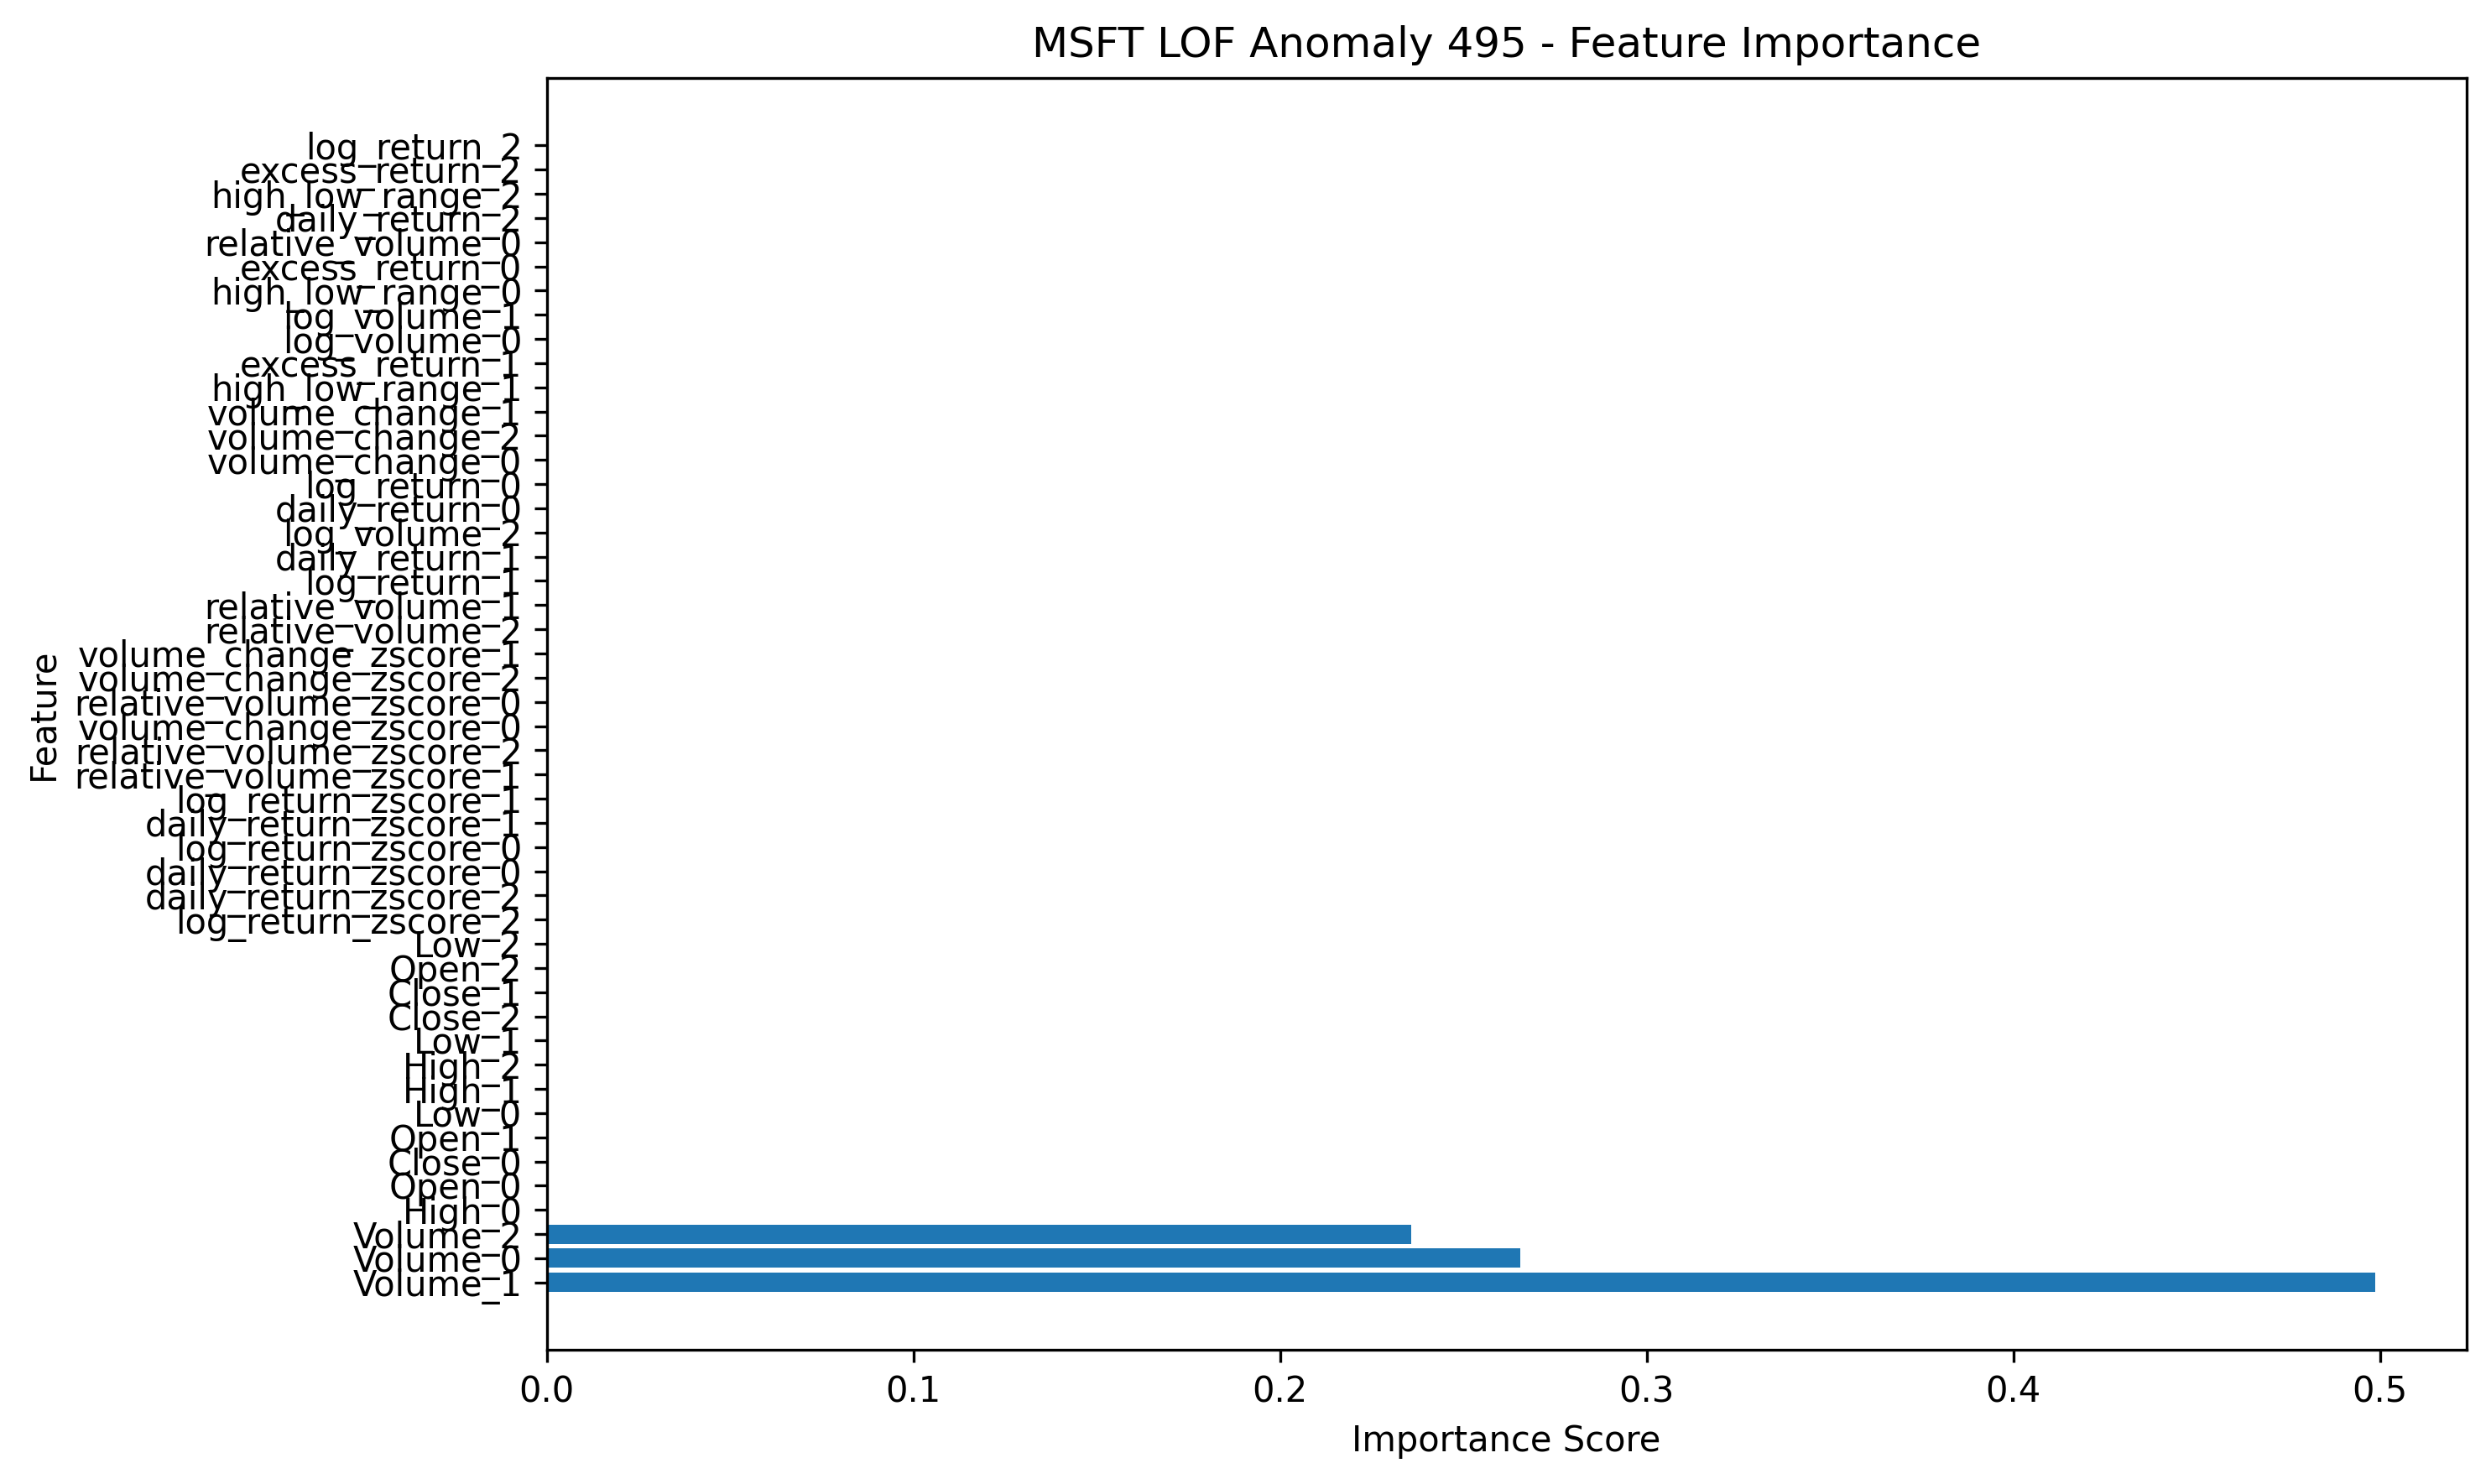 MSFT LOF Anomaly 495 - Feature Importance
log_return_2
excess_return_2
high_low_range_2
daily_return_2
relative_volume_0
excess_return_0
high_low_range_0
log_volume_1
log_volume_0
excess_return_1
high_low_range_1
volume_change_1
volume_change_2
volume_change_0
log_return_0
daily_return_0
log_volume_2
daily_return_1
log_return_1
relative_volume_1
relative_volume_2
volume_change_zscore_1
volume_change_zscore_2
relative_volume_zscore_0
volume_change_zscore_0
relative_volume_zscore_2
relative_volume_zscore_1
log_return_zscore_1
daily_return_zscore_1
log_return_zscore_0
daily_return_zscore_0
daily_return_zscore_2
log_return_zscore_2
Low_2
Open_2
Close_1
Close_2
Low_1
High_2
High_1
Low_0
Open_1
Close_0
Open_0
High_0
Volume_2
Volume_0
Volume_1
Feature
0.0 0.1 0.2 0.3 0.4 0.5
Importance Score